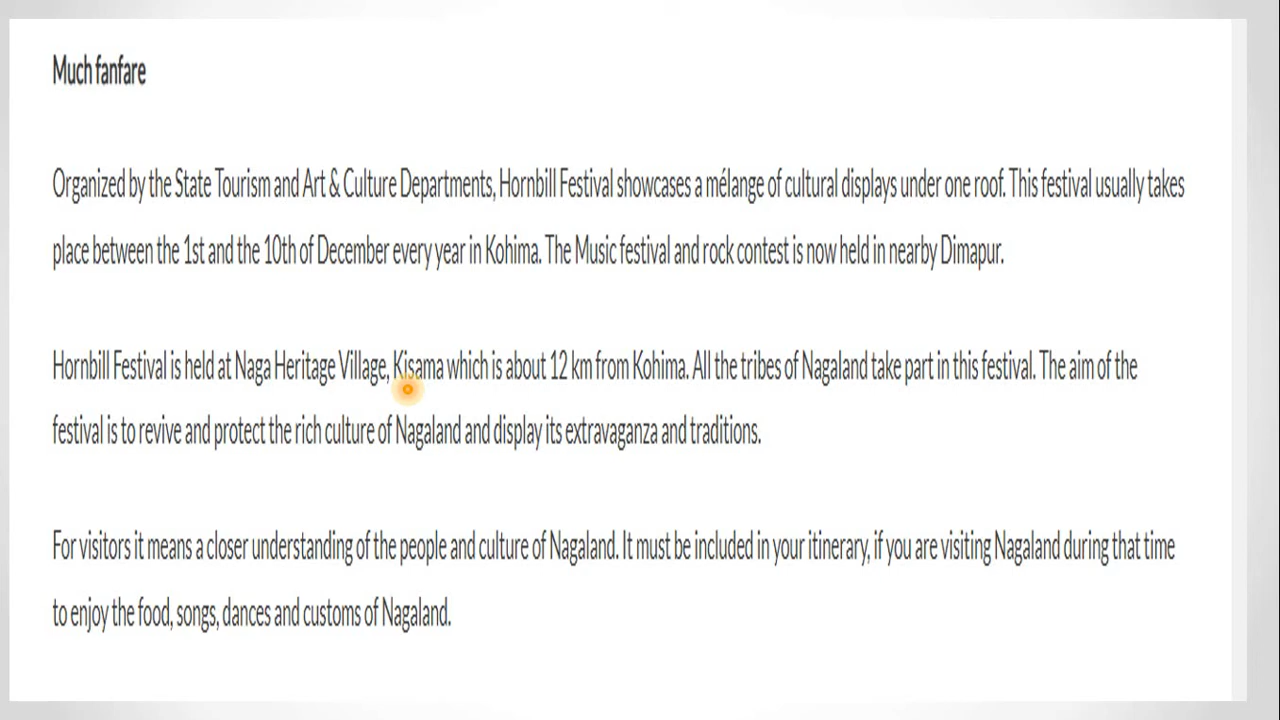 Much fanfare
Organized by the State Tourism and Art & Culture Departments, Hornbill Festival showcases a mélange of cultural displays under one roof. This festival usually takes
place between the 1st and the 10th of December every year in Kohima. The Music festival and rock contest is now held in nearby Dimapur.
Hornbill Festival is held at Naga Heritage Village, Kisama which is about 12 km from Kohima. All the tribes of Nagaland take part in this festival. The aim of the
festival is to revive and protect the rich culture of Nagaland and display its extravaganza and traditions.
For visitors it means a closer understanding of the people and culture of Nagaland. It must be included in your itinerary, if you are visiting Nagaland during that time
to enjoy the food, songs, dances and customs of Nagaland.